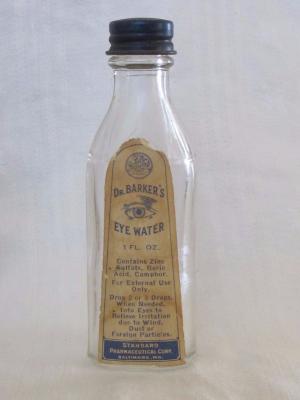 DR. BARKER'S
EYE WATER
1 FL. OZ.
Contains Zinc
Sulfate, Boric
Acid, Camphor.
For External Use
Only.
Drop 2 or 3 Drops,
When Needed,
Into Eyes to
Relieve Irritation
due to Wind,
Dust or
Foreign Particles.
STANDARD
PHARMACEUTICAL CORP.
BALTIMORE, MD.